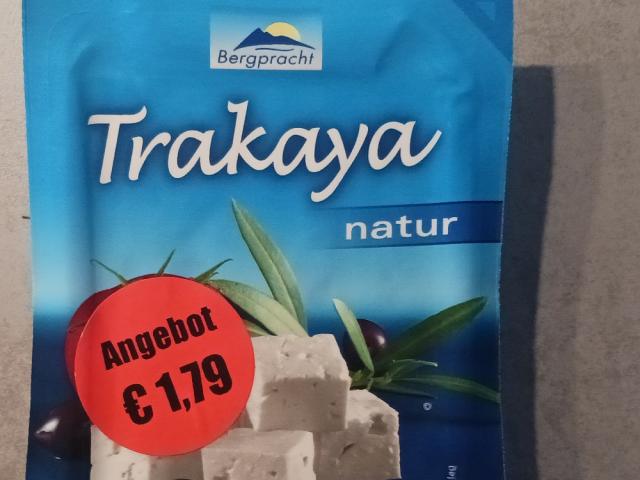 Bergpracht
Trakaya
natur
Angebot
€ 1,79